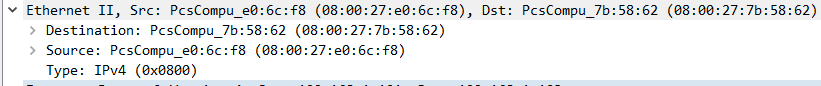 Ethernet II, Src: PcsCompu_e0:6c:f8 (08:00:27:e0:6c:f8), Dst: PcsCompu_7b:58:62 (08:00:27:7b:58:62)
Destination: PcsCompu_7b:58:62 (08:00:27:7b:58:62)
Source: PcsCompu_e0:6c:f8 (08:00:27:e0:6c:f8)
Type: IPv4 (0x0800)